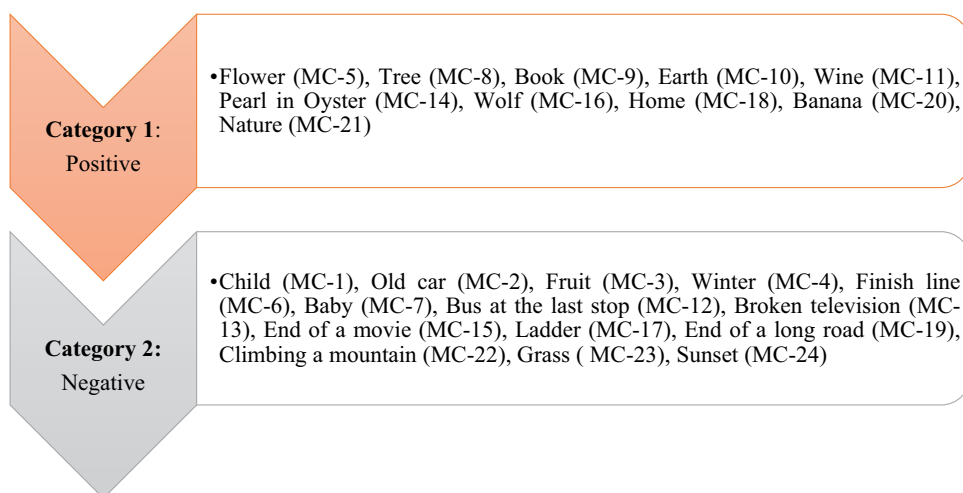 Category 1:
Positive
•Flower (MC-5), Tree (MC-8), Book (MC-9), Earth (MC-10), Wine (MC-11),
Pearl in Oyster (MC-14), Wolf (MC-16), Home (MC-18), Banana (MC-20),
Nature (MC-21)
Category 2:
Negative
•Child (MC-1), Old car (MC-2), Fruit (MC-3), Winter (MC-4), Finish line
(MC-6), Baby (MC-7), Bus at the last stop (MC-12), Broken television (MC-
13), End of a movie (MC-15), Ladder (MC-17), End of a long road (MC-19),
Climbing a mountain (MC-22), Grass ( MC-23), Sunset (MC-24)